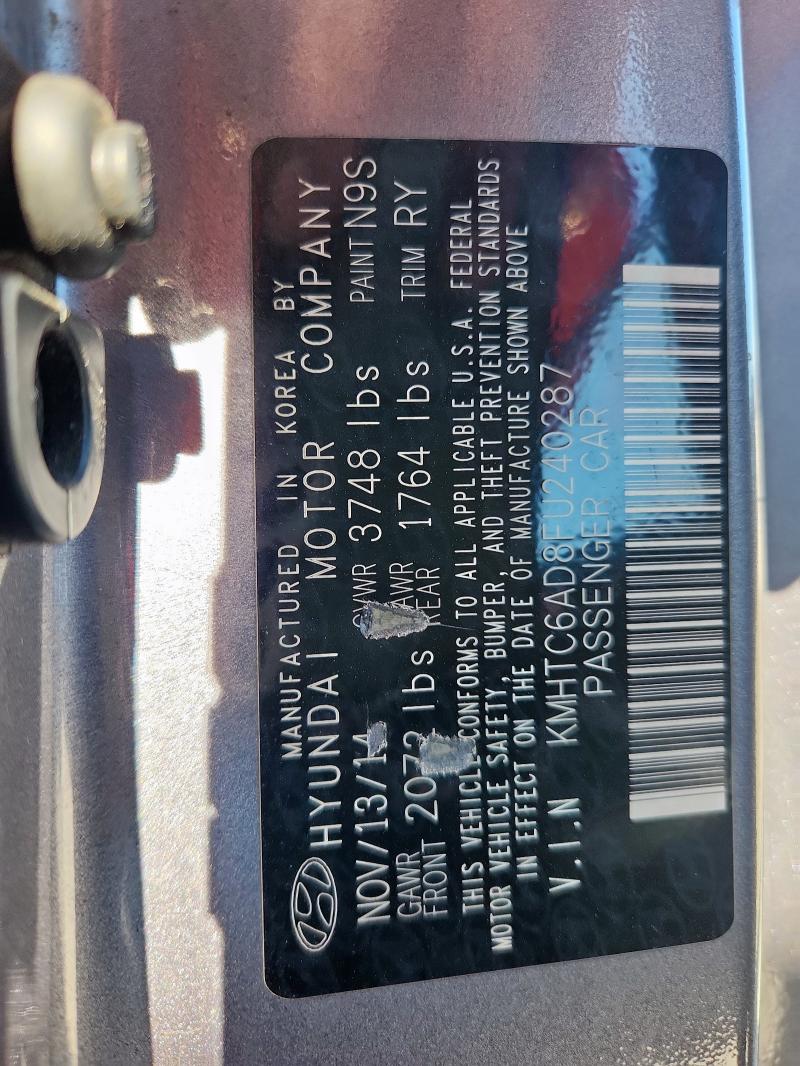 MANUFACTURED IN KOREA BY
HYUNDAI MOTOR COMPANY
NOV/13/14 GVWR 3748 lbs PAINT N9S
GAWR FRONT 2073 lbs GAWR REAR 1764 lbs TRIM RY
THIS VEHICLE CONFORMS TO ALL APPLICABLE U.S.A. FEDERAL
MOTOR VEHICLE SAFETY, BUMPER, AND THEFT PREVENTION STANDARDS
IN EFFECT ON THE DATE OF MANUFACTURE SHOWN ABOVE
V.I.N KMHTC6AD8FU240287
PASSENGER CAR